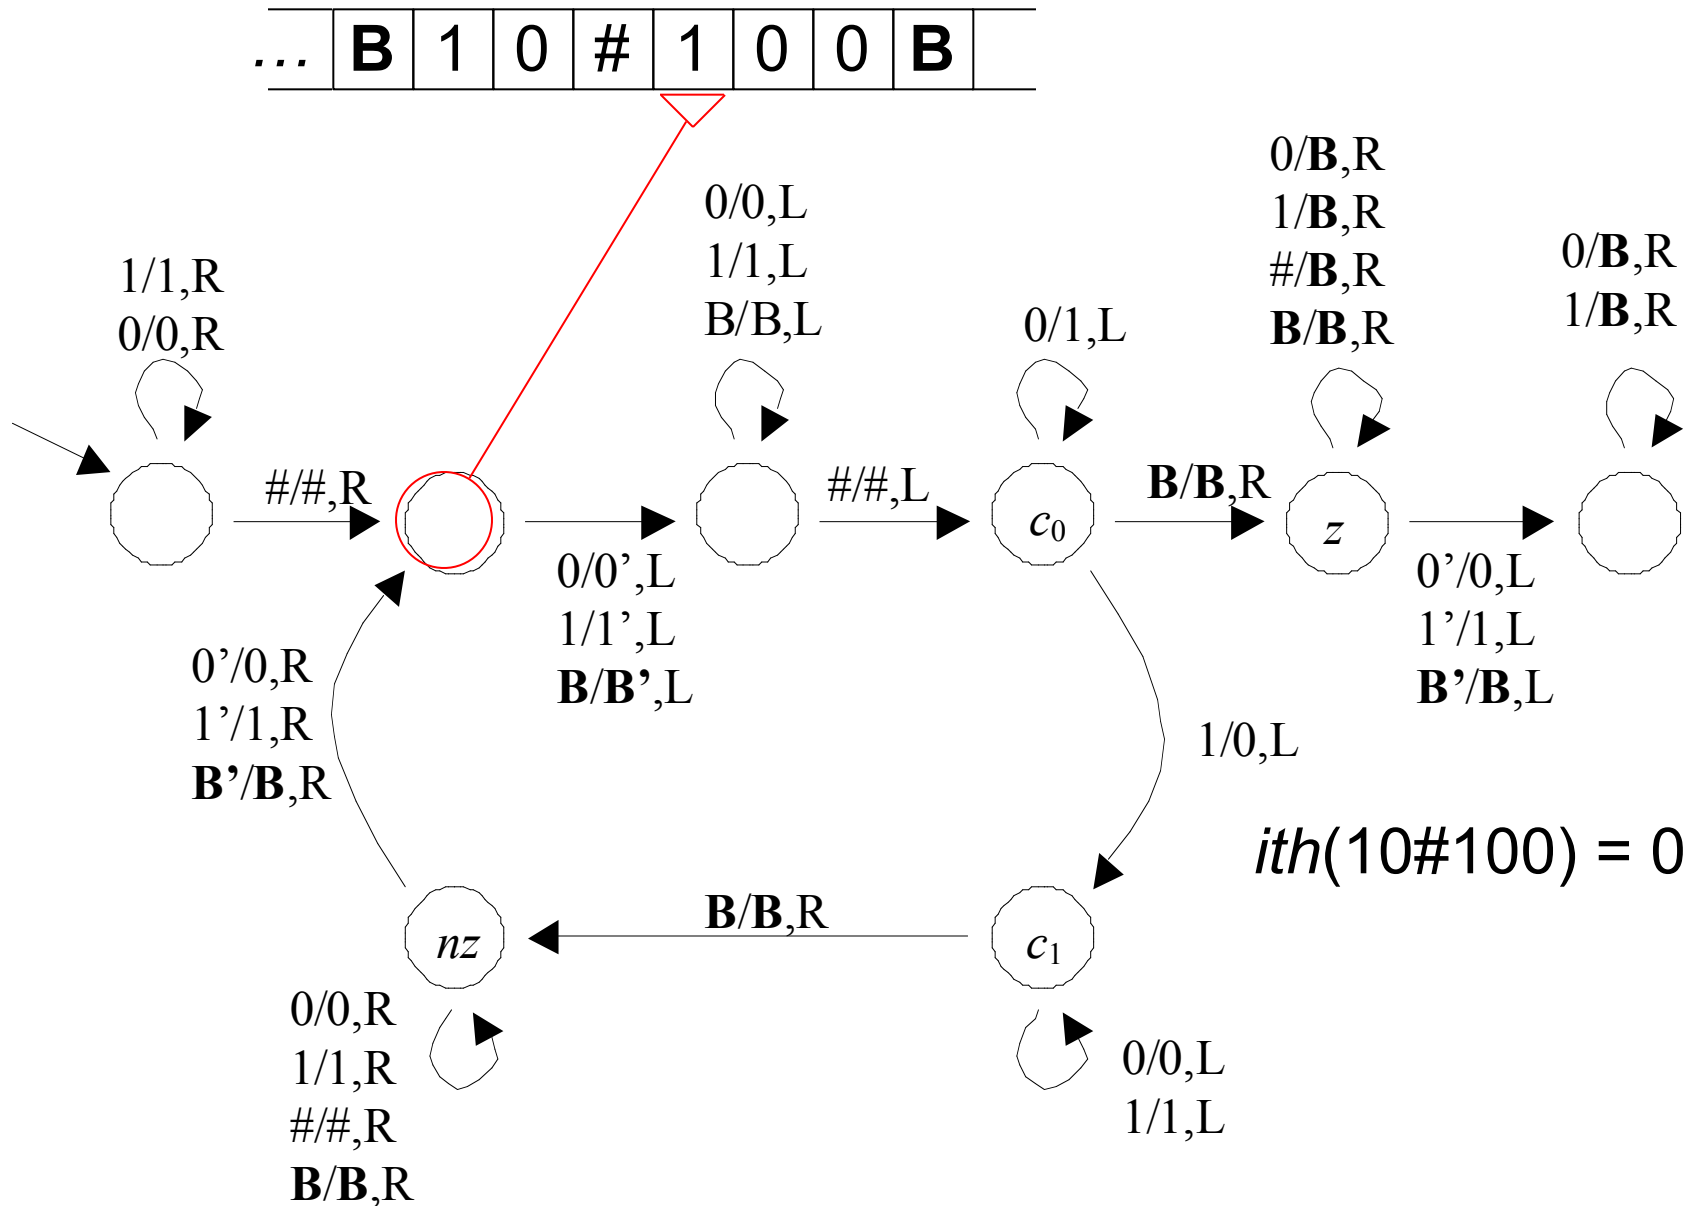 ... B 1 0 # 1 0 0 B
0/B,R
1/B,R
#/B,R
B/B,R
0/0,L
1/1,L
B/B,L
0/B,R
1/B,R
1/1,R
0/0,R
0/1,L
#/#,R
#/#,L
B/B,R
c0
z
0/0’,L
1/1’,L
B/B’,L
0’/0,L
1’/1,L
B’/B,L
0’/0,R
1’/1,R
B’/B,R
1/0,L
ith(10#100) = 0
B/B,R
nz
c1
0/0,R
1/1,R
#/#,R
B/B,R
0/0,L
1/1,L